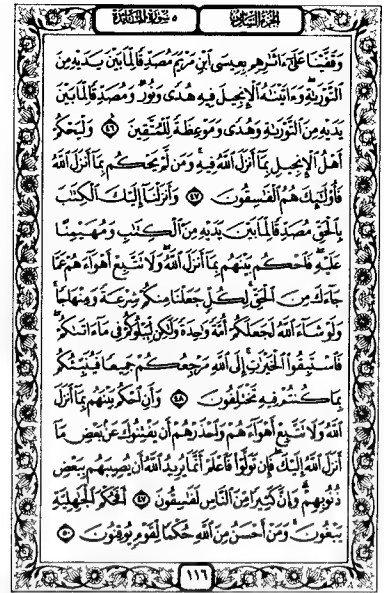 الجزء السادس ٥ سورة المائدة
وَقَفَّيْنَا عَلَىٰ ءَاثَٰرِهِم بِعِيسَى ٱبْنِ مَرْيَمَ مُصَدِّقًا لِّمَا بَيْنَ يَدَيْهِ مِنَ
ٱلتَّوْرَىٰةِ وَءَاتَيْنَٰهُ ٱلْإِنجِيلَ فِيهِ هُدًى وَنُورٌ وَمُصَدِّقًا لِّمَا بَيْنَ
يَدَيْهِ مِنَ ٱلتَّوْرَىٰةِ وَهُدًى وَمَوْعِظَةً لِّلْمُتَّقِينَ ٤٦ وَلْيَحْكُمْ
أَهْلُ ٱلْإِنجِيلِ بِمَآ أَنزَلَ ٱللَّهُ فِيهِ وَمَن لَّمْ يَحْكُم بِمَآ أَنزَلَ ٱللَّهُ
فَأُو۟لَٰٓئِكَ هُمُ ٱلْفَٰسِقُونَ ٤٧ وَأَنزَلْنَآ إِلَيْكَ ٱلْكِتَٰبَ
بِٱلْحَقِّ مُصَدِّقًا لِّمَا بَيْنَ يَدَيْهِ مِنَ ٱلْكِتَٰبِ وَمُهَيْمِنًا
عَلَيْهِ فَٱحْكُم بَيْنَهُم بِمَآ أَنزَلَ ٱللَّهُ وَلَا تَتَّبِعْ أَهْوَآءَهُمْ عَمَّا
جَآءَكَ مِنَ ٱلْحَقِّ لِكُلٍّ جَعَلْنَا مِنكُمْ شِرْعَةً وَمِنْهَاجًا
وَلَوْ شَآءَ ٱللَّهُ لَجَعَلَكُمْ أُمَّةً وَٰحِدَةً وَلَٰكِن لِّيَبْلُوَكُمْ فِى مَآ ءَاتَىٰكُمْ
فَٱسْتَبِقُوا۟ ٱلْخَيْرَٰتِ إِلَى ٱللَّهِ مَرْجِعُكُمْ جَمِيعًا فَيُنَبِّئُكُم
بِمَا كُنتُمْ فِيهِ تَخْتَلِفُونَ ٤٨ وَأَنِ ٱحْكُم بَيْنَهُم بِمَآ أَنزَلَ
ٱللَّهُ وَلَا تَتَّبِعْ أَهْوَآءَهُمْ وَٱحْذَرْهُمْ أَن يَفْتِنُوكَ عَنۢ بَعْضِ مَآ
أَنزَلَ ٱللَّهُ إِلَيْكَ فَإِن تَوَلَّوْا۟ فَٱعْلَمْ أَنَّمَا يُرِيدُ ٱللَّهُ أَن يُصِيبَهُم بِبَعْضِ
ذُنُوبِهِمْ وَإِنَّ كَثِيرًا مِّنَ ٱلنَّاسِ لَفَٰسِقُونَ ٤٩ أَفَحُكْمَ ٱلْجَٰهِلِيَّةِ
يَبْغُونَ وَمَنْ أَحْسَنُ مِنَ ٱللَّهِ حُكْمًا لِّقَوْمٍ يُوقِنُونَ ٥٠
١١٦